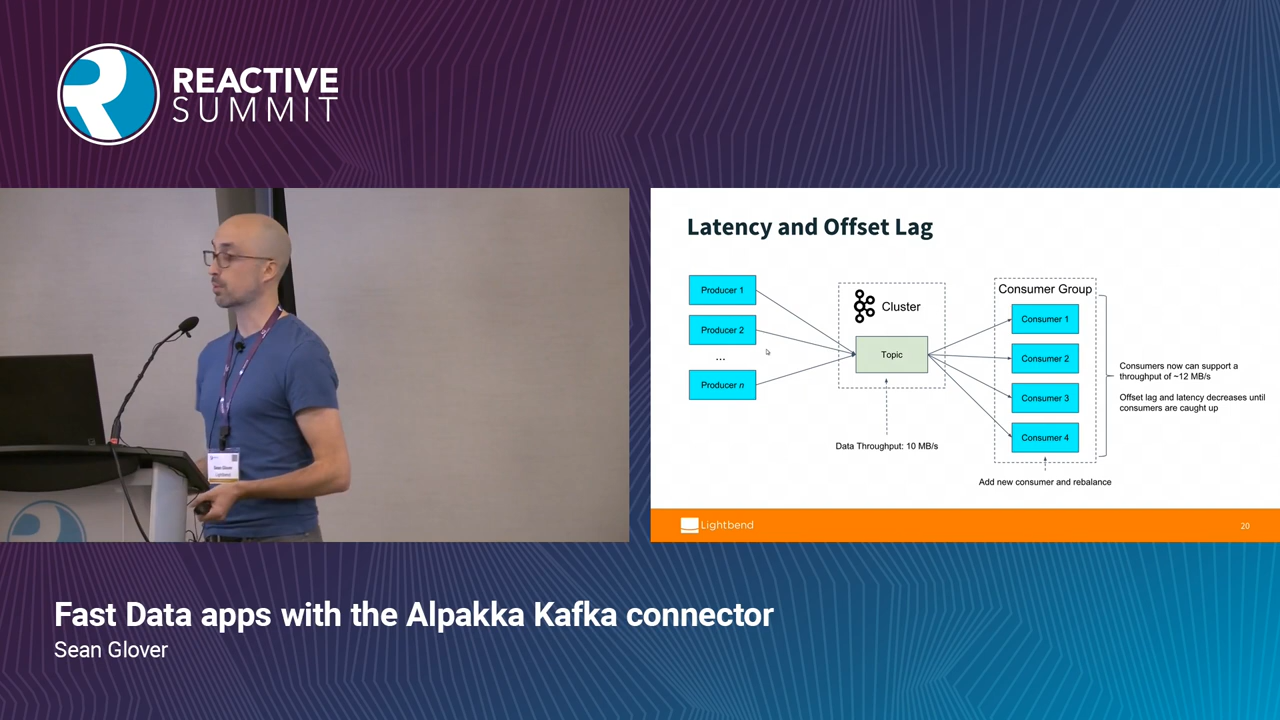 REACTIVE
SUMMIT
Latency and Offset Lag
Producer 1
Producer 2
...
Producer n
Cluster
Topic
Data Throughput: 10 MB/s
Consumer Group
Consumer 1
Consumer 2
Consumer 3
Consumer 4
Add new consumer and rebalance
Consumers now can support a
throughput of ~12 MB/s
Offset lag and latency decreases until
consumers are caught up
Lightbend
20
Sean Glover
Fast Data apps with the Alpakka Kafka connector
Sean Glover